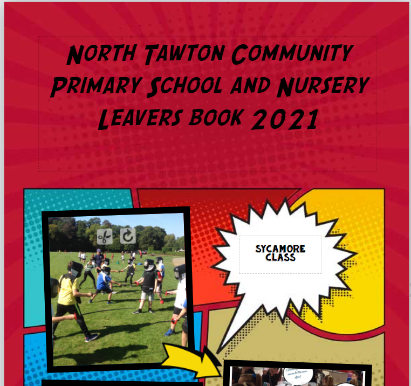 North Tawton Community
Primary School and Nursery
Leavers book 2021
SYCAMORE
CLASS